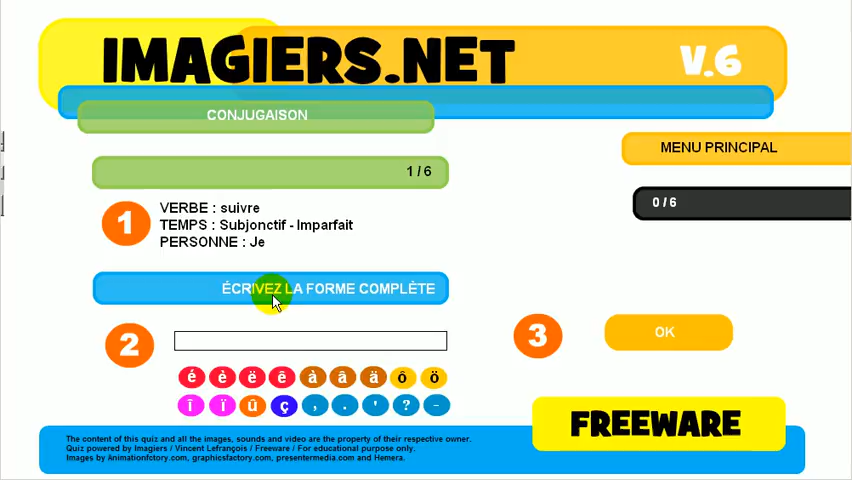 IMAGIERS.NET
V.6
CONJUGAISON
MENU PRINCIPAL
1 / 6
0 / 6
1
VERBE : suivre
TEMPS : Subjonctif - Imparfait
PERSONNE : Je
ÉCRIVEZ LA FORME COMPLÈTE
2
3
OK
é è ë ê à â ä ô ö
î ï û ç , . ' ? -
FREEWARE
The content of this quiz and all the images, sounds and video are the property of their respective owner.
Quiz powered by Imagiers / Vincent Lefrançois / Freeware / For educational purpose only.
Images by Animationfctory.com, graphicsfactory.com, presentermedia.com and Hemera.